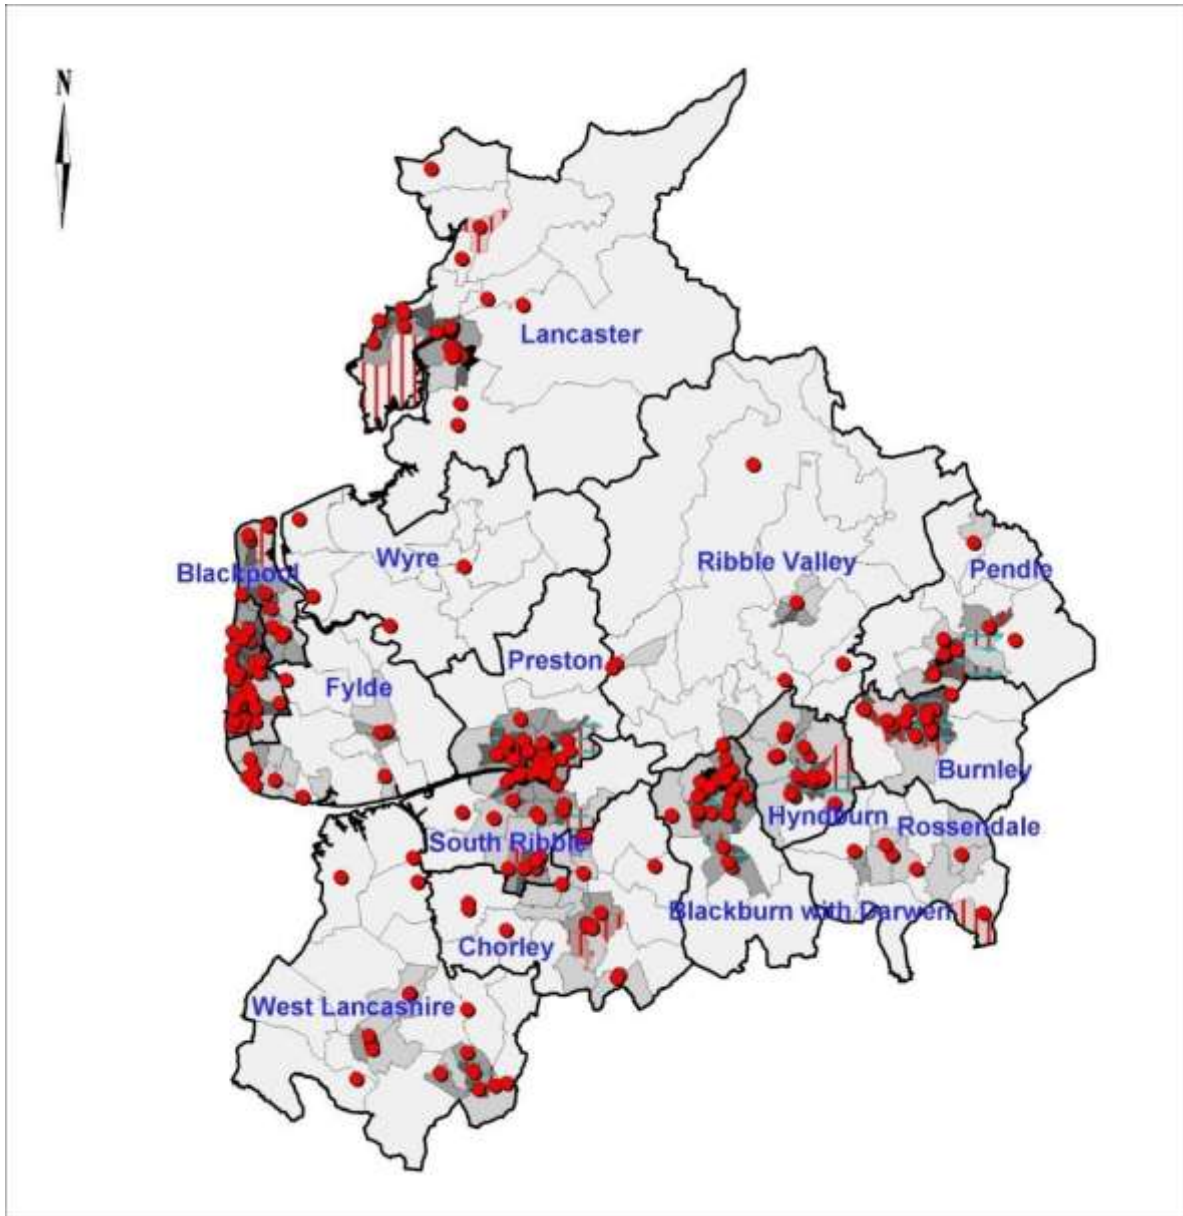 N
Lancaster
Wyre
Ribble Valley
Blackpool
Pendle
Preston
Fylde
Burnley
Hyndburn
Rossendale
South Ribble
Blackburn with Darwen
Chorley
West Lancashire